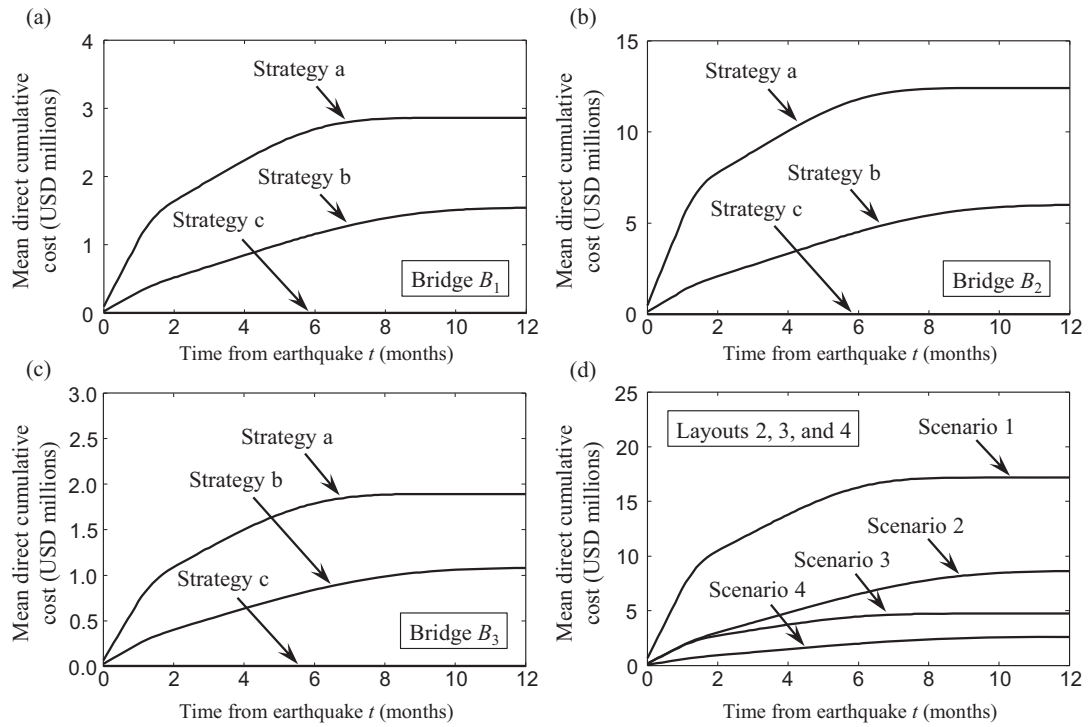 (a)
Mean direct cumulative
cost (USD millions)
4
3
2
1
0
Strategy a
Strategy b
Strategy c
Bridge B1
0 2 4 6 8 10 12
Time from earthquake t (months)
(b)
Mean direct cumulative
cost (USD millions)
15
10
5
0
Strategy a
Strategy b
Strategy c
Bridge B2
0 2 4 6 8 10 12
Time from earthquake t (months)
(c)
Mean direct cumulative
cost (USD millions)
3.0
2.5
2.0
1.5
1.0
0.5
0.0
Strategy a
Strategy b
Strategy c
Bridge B3
0 2 4 6 8 10 12
Time from earthquake t (months)
(d)
Mean direct cumulative
cost (USD millions)
25
20
15
10
5
0
Layouts 2, 3, and 4
Scenario 1
Scenario 2
Scenario 3
Scenario 4
0 2 4 6 8 10 12
Time from earthquake t (months)